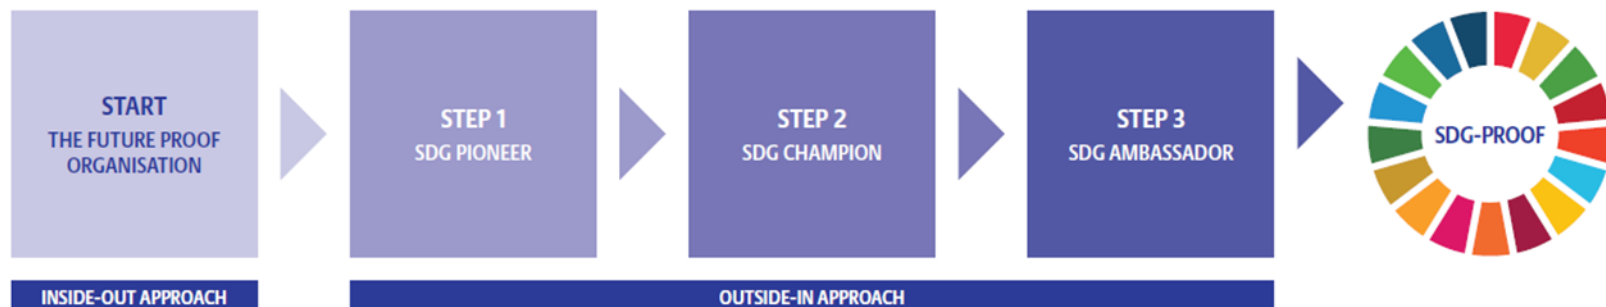 START
THE FUTURE PROOF
ORGANISATION
STEP 1
SDG PIONEER
STEP 2
SDG CHAMPION
STEP 3
SDG AMBASSADOR
SDG-PROOF
INSIDE-OUT APPROACH
OUTSIDE-IN APPROACH